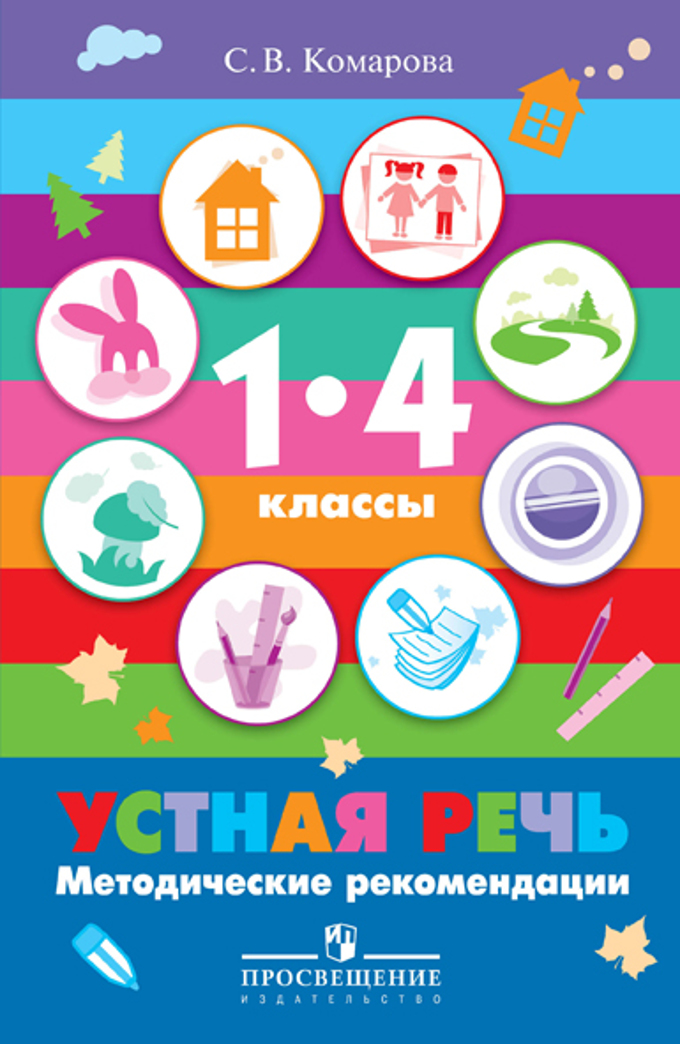 С. В. Комарова
1•4
классы
УСТНАЯ РЕЧЬ
Методические рекомендации
ПРОСВЕЩЕНИЕ
ИЗДАТЕЛЬСТВО